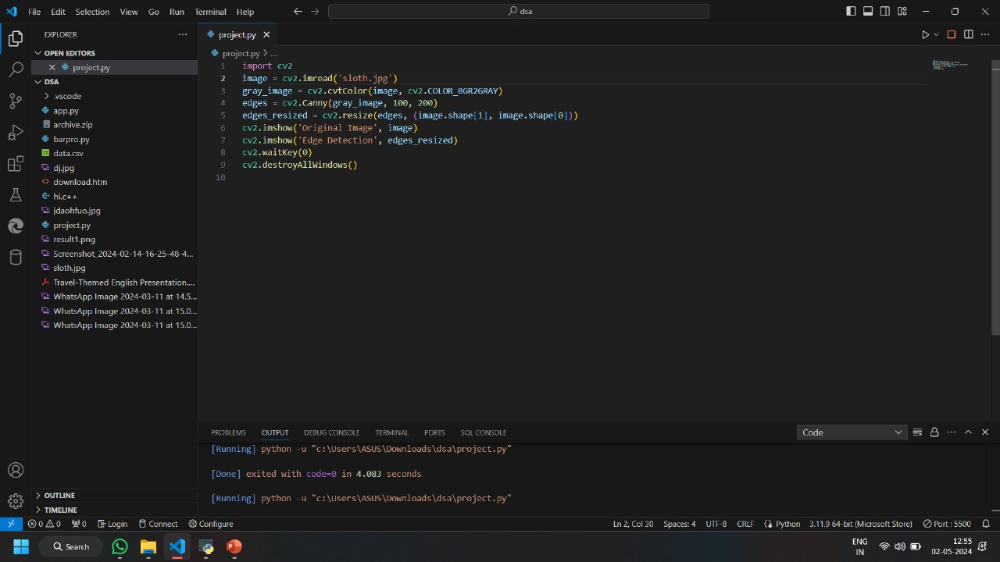 File Edit Selection View Go Run Terminal Help
dsa
EXPLORER
OPEN EDITORS
project.py
DSA
.vscode
app.py
archive.zip
barpro.py
data.csv
dj.jpg
download.htm
hi.c++
jdaohfuo.jpg
project.py
result1.png
Screenshot_2024-02-14-16-25-48-4...
sloth.jpg
Travel-Themed English Presentation....
WhatsApp Image 2024-03-11 at 14.5...
WhatsApp Image 2024-03-11 at 15.0...
WhatsApp Image 2024-03-11 at 15.0...
OUTLINE
TIMELINE
project.py
project.py > ...
1 import cv2
2 image = cv2.imread('sloth.jpg')
3 gray_image = cv2.cvtColor(image, cv2.COLOR_BGR2GRAY)
4 edges = cv2.Canny(gray_image, 100, 200)
5 edges_resized = cv2.resize(edges, (image.shape[1], image.shape[0]))
6 cv2.imshow('Original Image', image)
7 cv2.imshow('Edge Detection', edges_resized)
8 cv2.waitKey(0)
9 cv2.destroyAllWindows()
10
PROBLEMS OUTPUT DEBUG CONSOLE TERMINAL PORTS SQL CONSOLE
Code
[Running] python -u "c:\Users\ASUS\Downloads\dsa\project.py"
[Done] exited with code=0 in 4.083 seconds
[Running] python -u "c:\Users\ASUS\Downloads\dsa\project.py"
0 0 0 Login Connect Configure Ln 2, Col 30 Spaces: 4 UTF-8 CRLF Python 3.11.9 64-bit (Microsoft Store) Port : 5500
Search
ENG
IN
12:55
02-05-2024